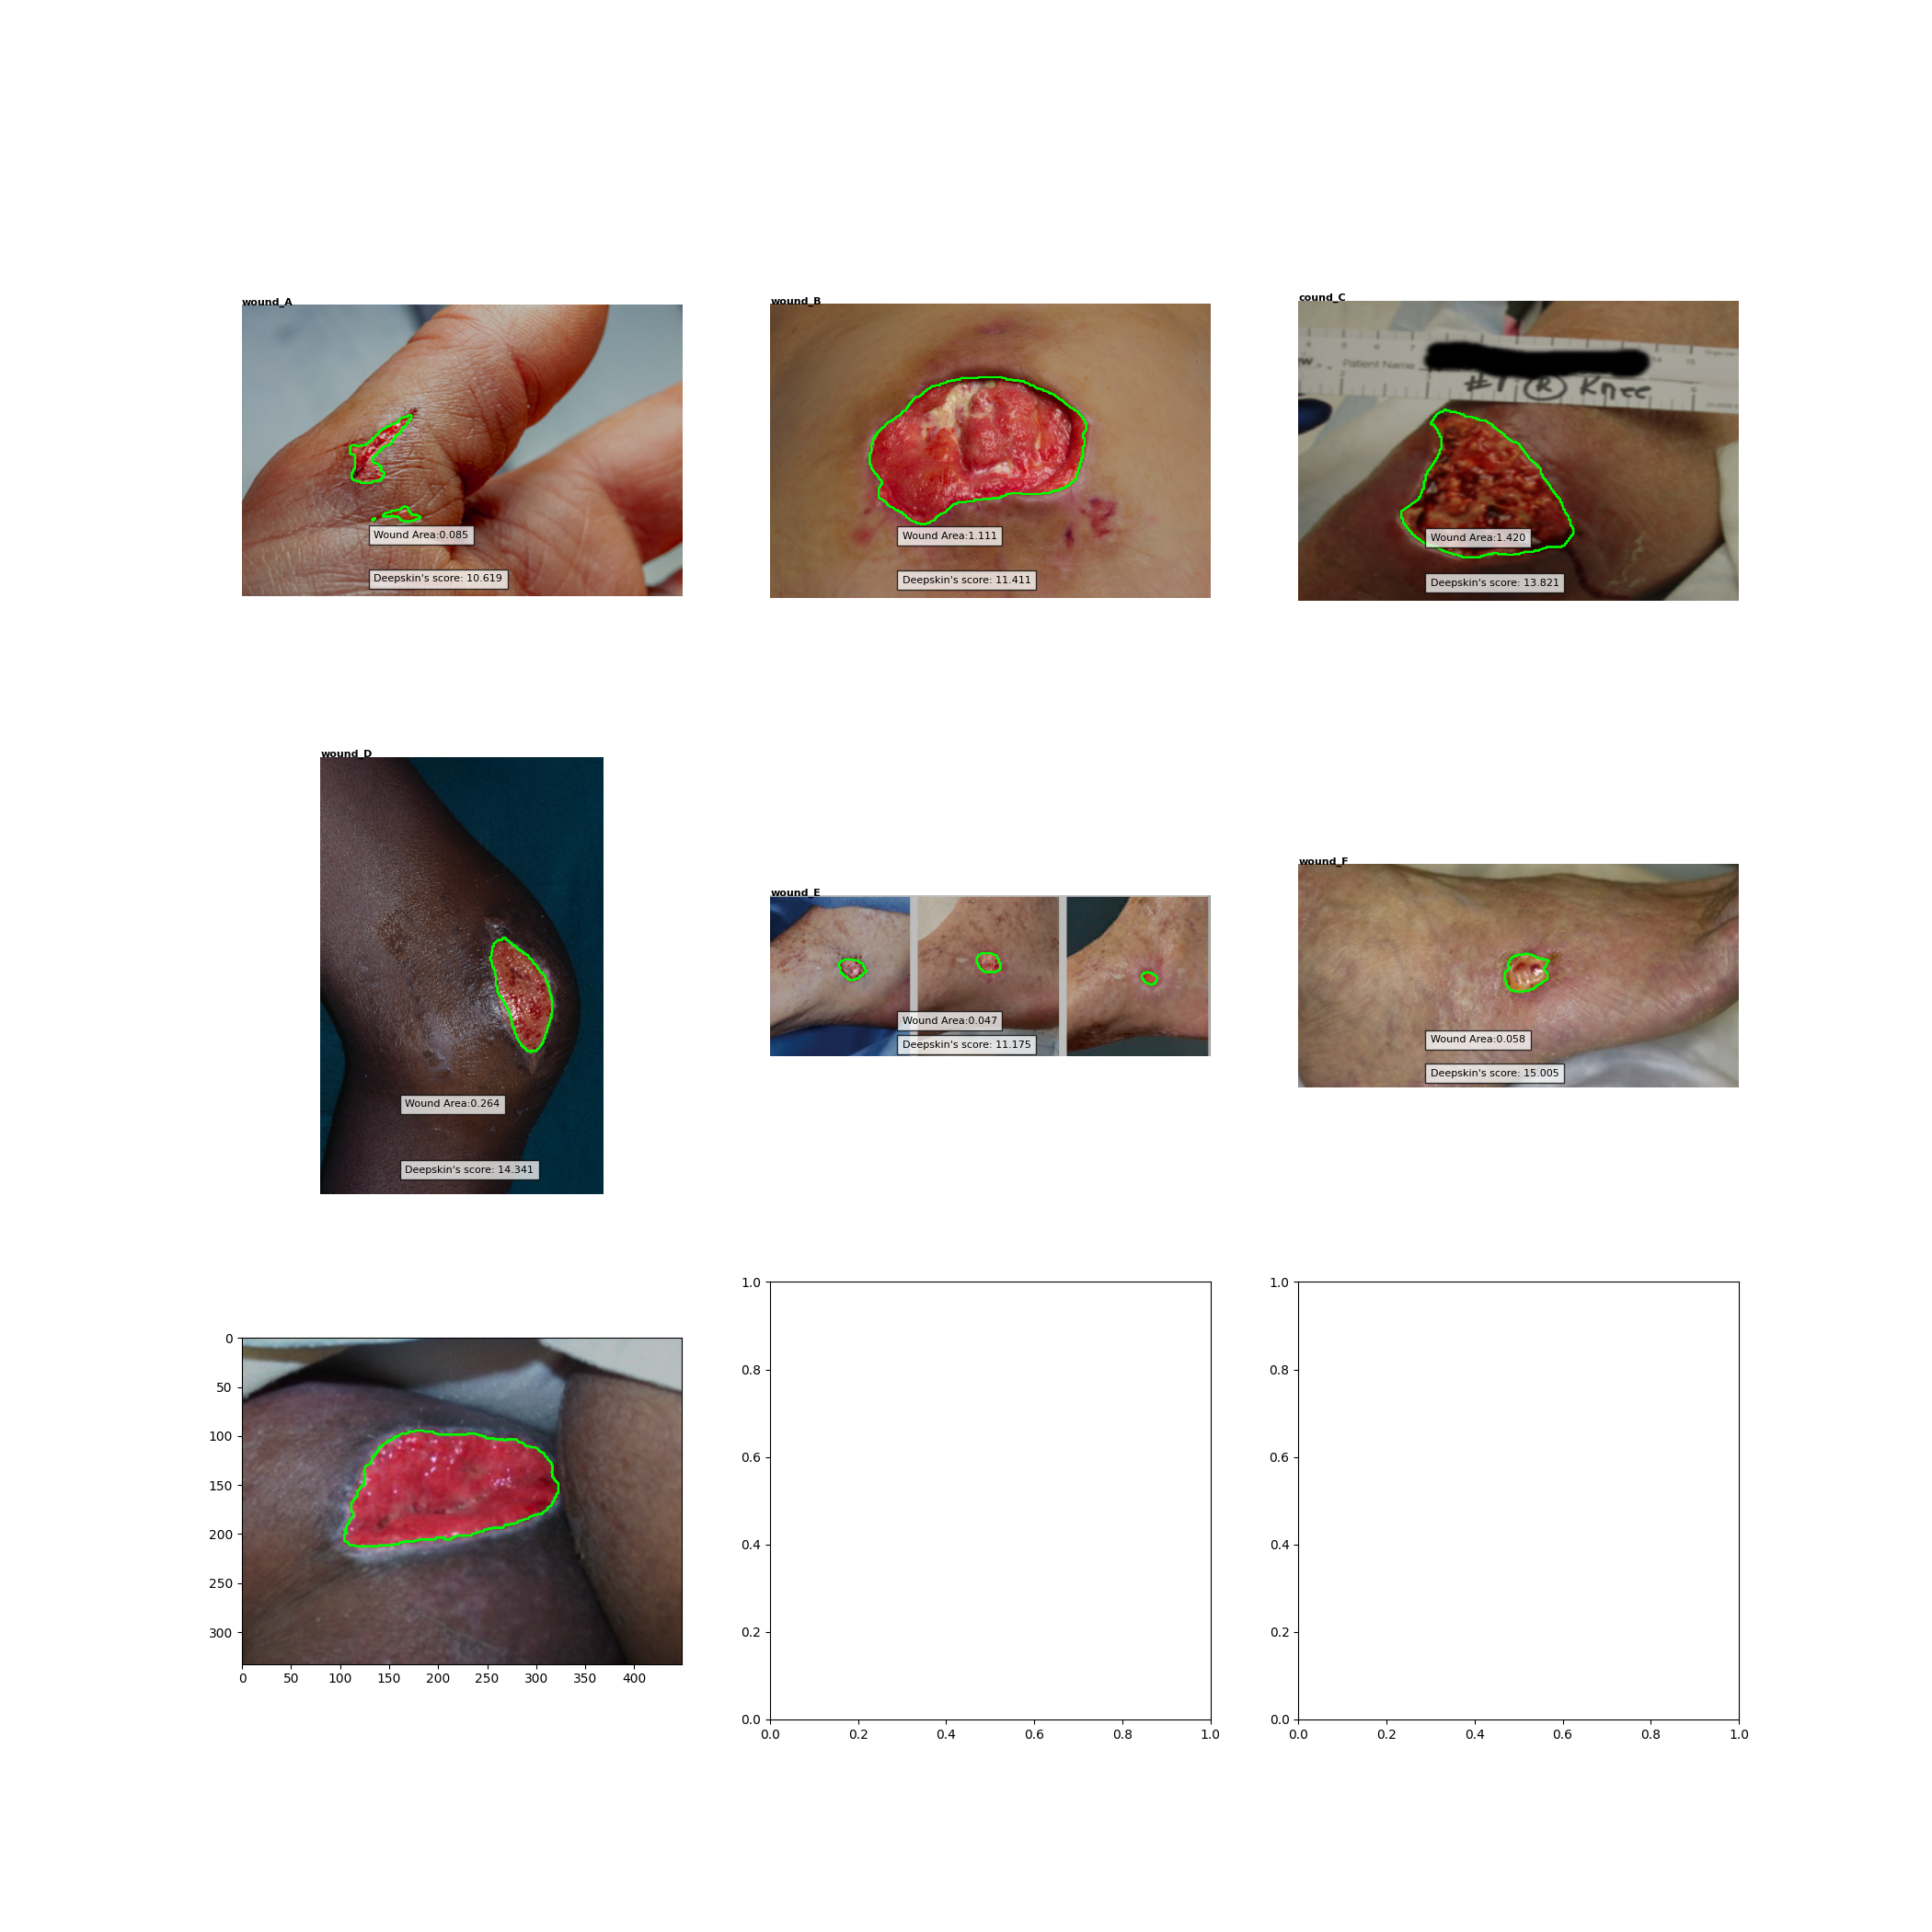 wound_A
Wound Area:0.085
Deepskin's score: 10.619
wound_B
Wound Area:1.111
Deepskin's score: 11.411
cound_C
4 5 6 7 14 15
Patient Name
#1 R Knee
Wound Area:1.420
Deepskin's score: 13.821
wound_D
Wound Area:0.264
Deepskin's score: 14.341
wound_E
Wound Area:0.047
Deepskin's score: 11.175
wound_F
Wound Area:0.058
Deepskin's score: 15.005
0
50
100
150
200
250
300
0 50 100 150 200 250 300 350 400
1.0
0.8
0.6
0.4
0.2
0.0
0.0 0.2 0.4 0.6 0.8 1.0
1.0
0.8
0.6
0.4
0.2
0.0
0.0 0.2 0.4 0.6 0.8 1.0